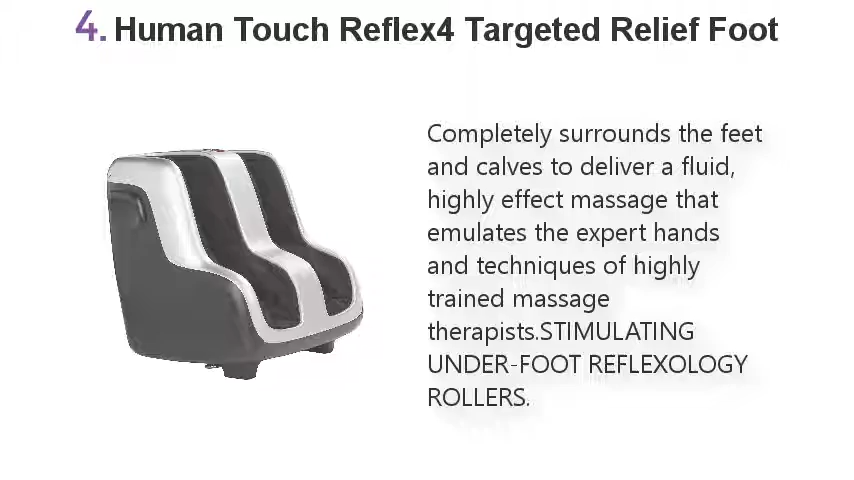 4. Human Touch Reflex4 Targeted Relief Foot
Completely surrounds the feet
and calves to deliver a fluid,
highly effect massage that
emulates the expert hands
and techniques of highly
trained massage
therapists.STIMULATING
UNDER-FOOT REFLEXOLOGY
ROLLERS.